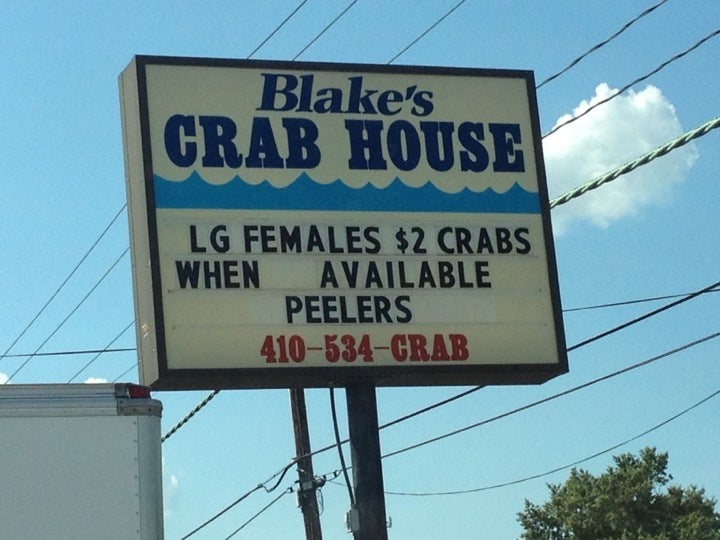 Blake's
CRAB HOUSE
LG FEMALES $2 CRABS
WHEN AVAILABLE
PEELERS
410-534-CRAB